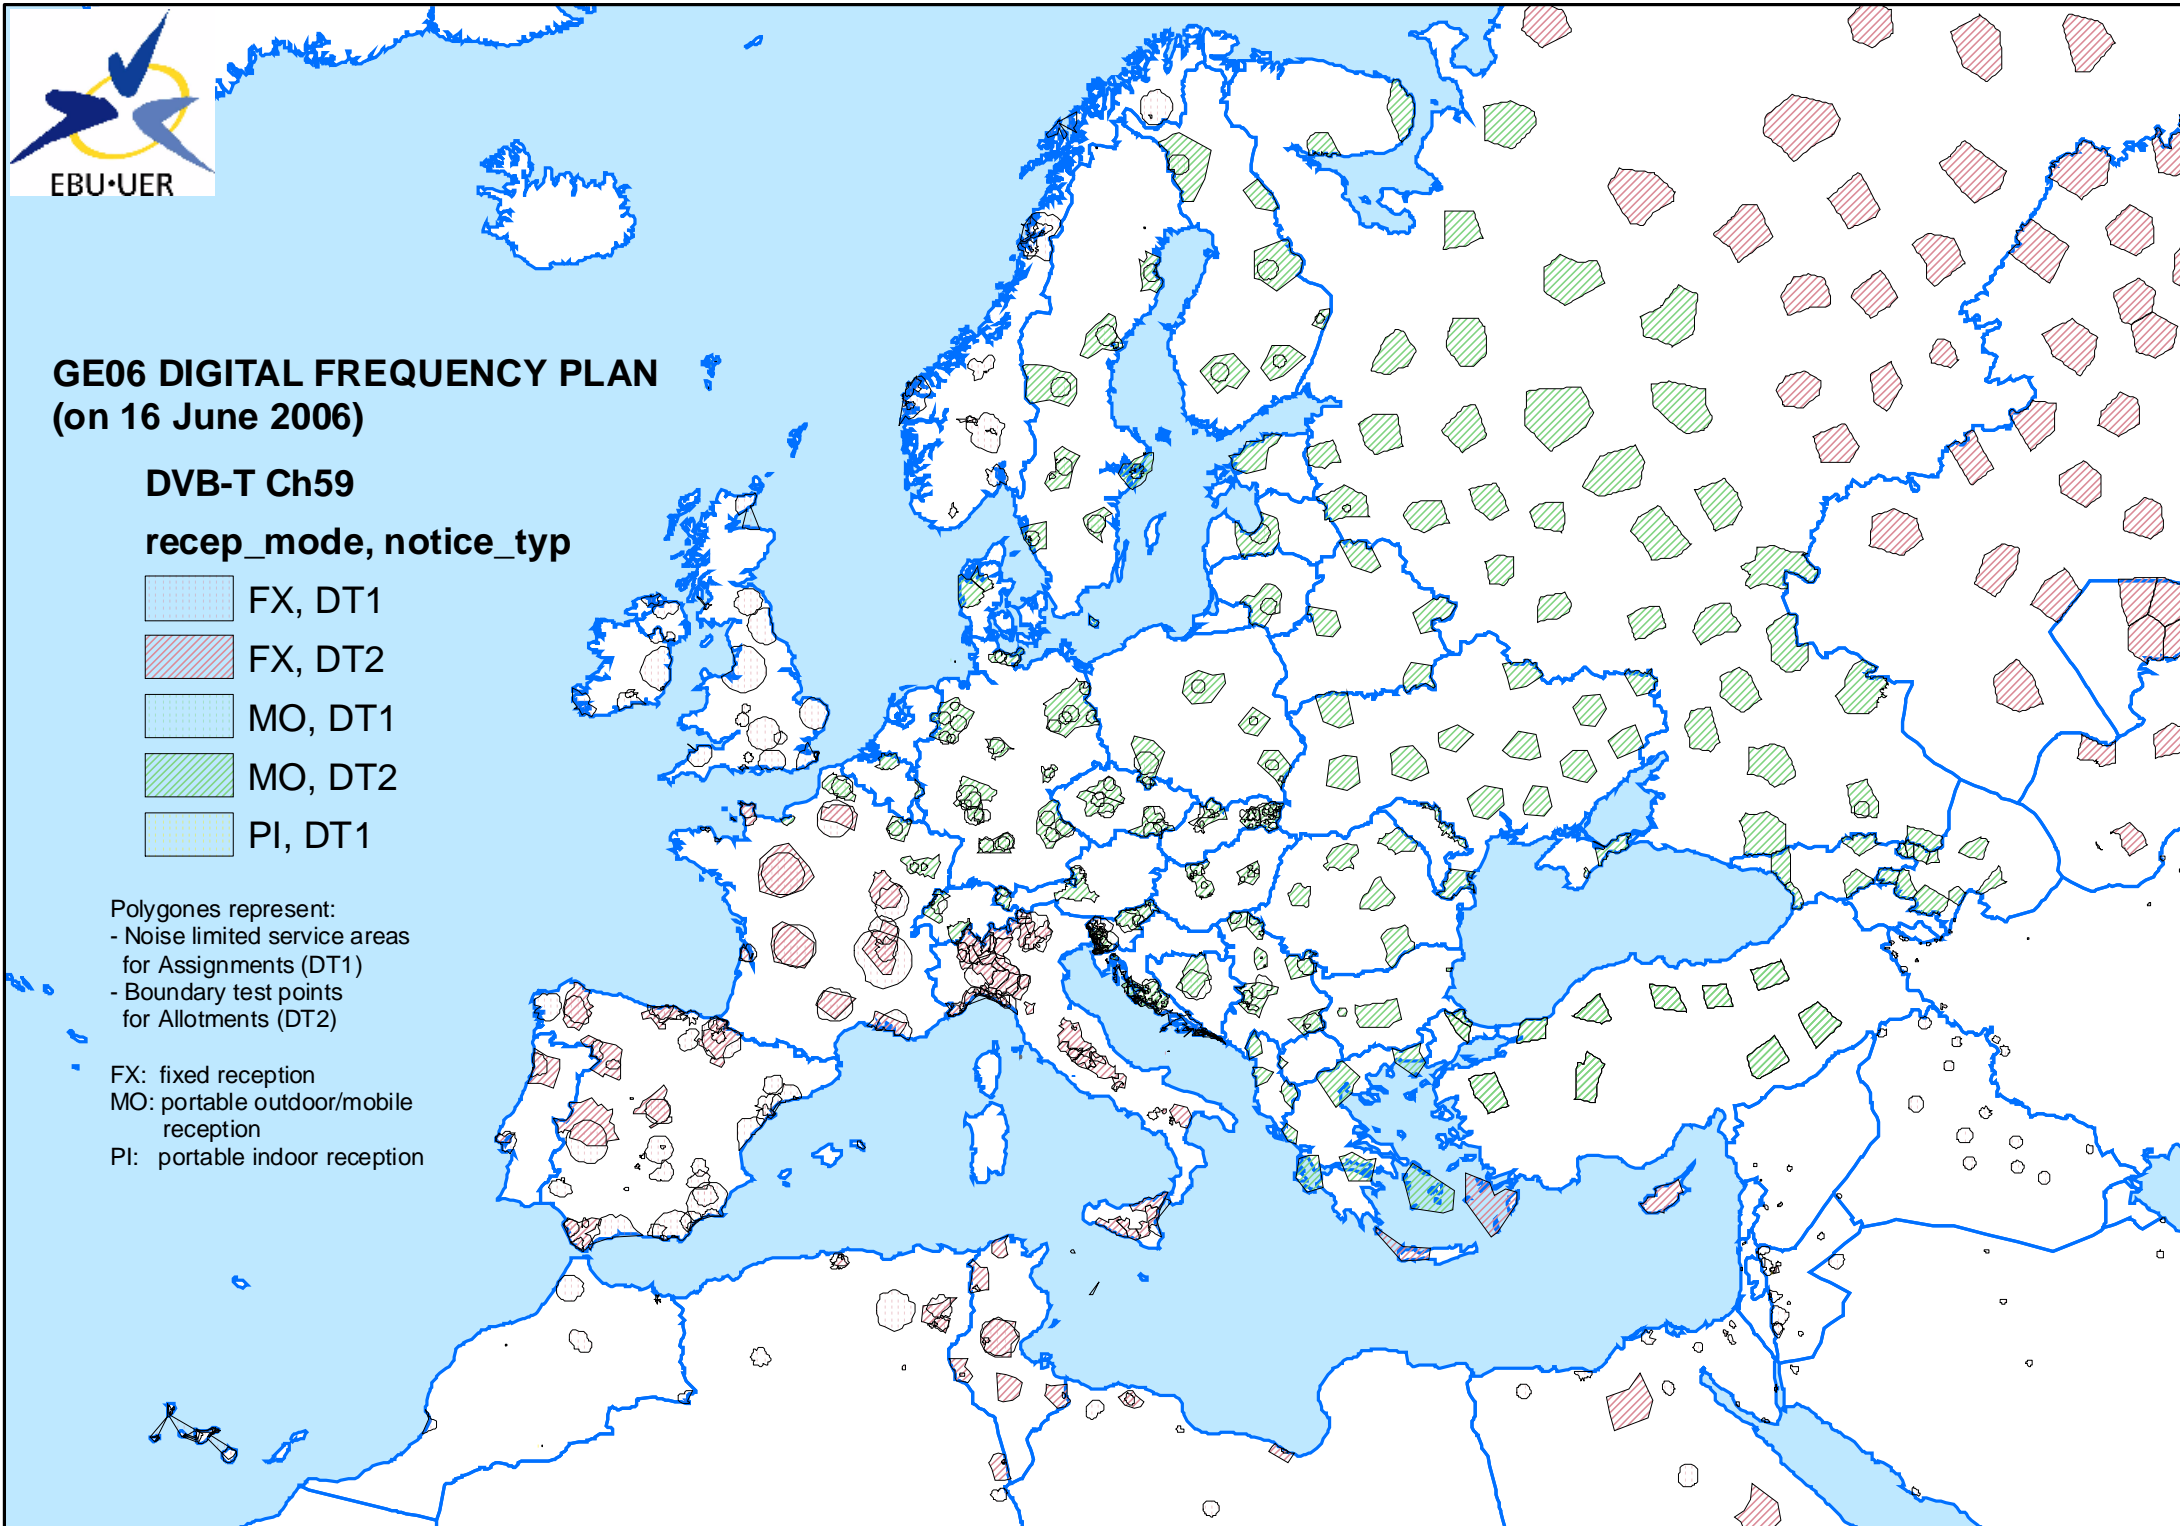 EBU•UER
GE06 DIGITAL FREQUENCY PLAN
(on 16 June 2006)
DVB-T Ch59
recep_mode, notice_typ
FX, DT1
FX, DT2
MO, DT1
MO, DT2
PI, DT1
Polygones represent:
- Noise limited service areas
for Assignments (DT1)
- Boundary test points
for Allotments (DT2)
FX: fixed reception
MO: portable outdoor/mobile
reception
PI: portable indoor reception